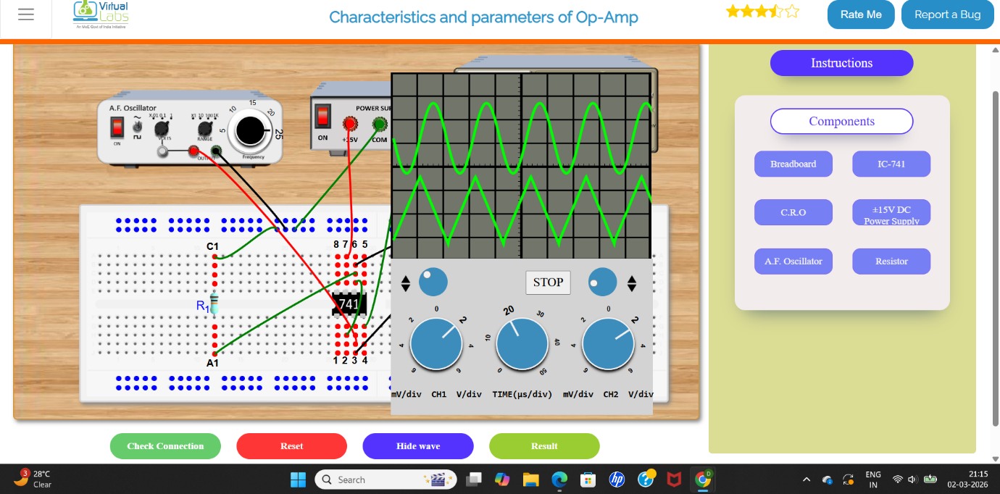 Virtual
Labs
An MoE Govt of India Initiative
Characteristics and parameters of Op-Amp
Rate Me
Report a Bug
A.F. Oscillator
ON
X.01 0.1 1
VOLTS
X1 10 100 1K
RANGE
OUTPUT
5
10
15
20
25
Frequency
POWER SUP
ON
+15V
COM
C1
8 7 6 5
R1
741
A1
1 2 3 4
STOP
2 0 2
4 4
6 6
20 30
10 40
0 50
2 0 2
4 4
6 6
mV/div CH1 V/div TIME(µs/div) mV/div CH2 V/div
Check Connection
Reset
Hide wave
Result
Instructions
Components
Breadboard
IC-741
C.R.O
±15V DC
Power Supply
A.F. Oscillator
Resistor
3
28°C
Clear
Search
hp
D
ENG
IN
21:15
02-03-2026